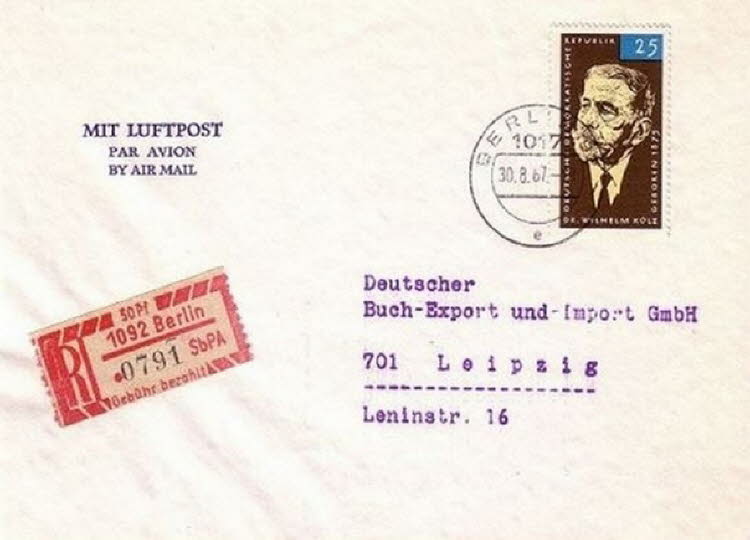 MIT LUFTPOST
PAR AVION
BY AIR MAIL
DEUTSCHE DEMOKRATISCHE REPUBLIK
25
DR. WILHELM KÜLZ GEBOREN 1875
BERLIN
1017
30.8.67.-
e
50Pf
1092 Berlin
R
0791 SbPA
Gebühr bezahlt
Deutscher
Buch-Export und-Import GmbH
701 Leipzig
Leninstr. 16